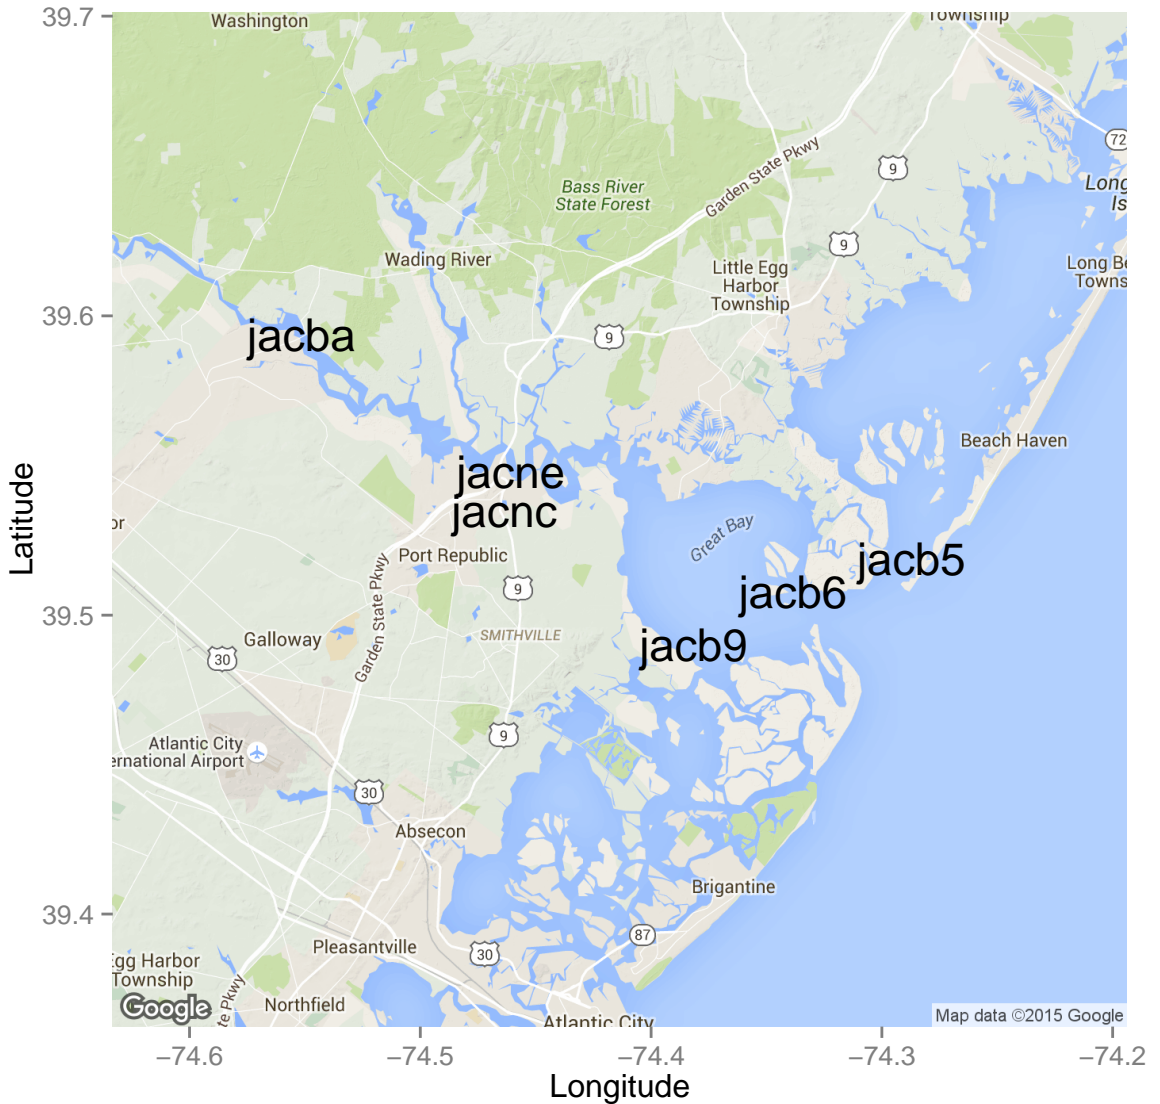 39.7
Washington
Township
72
9
Garden State Pkwy
Bass River
State Forest
Long
Is
9
Wading River
Little Egg
Harbor
Township
Long Be
Towns
39.6
jacba
9
Beach Haven
jacne
jacnc
or
Great Bay
Port Republic
jacb5
jacb6
9
Garden State Pkwy
39.5
SMITHVILLE
Galloway
30
jacb9
Atlantic City
ernational Airport
9
30
Absecon
Brigantine
39.4
87
Pleasantville
30
Egg Harbor
Township
te Pkwy
Northfield
Google
Atlantic City
Map data ©2015 Google
−74.6
−74.5
−74.4
−74.3
−74.2
Longitude
Latitude